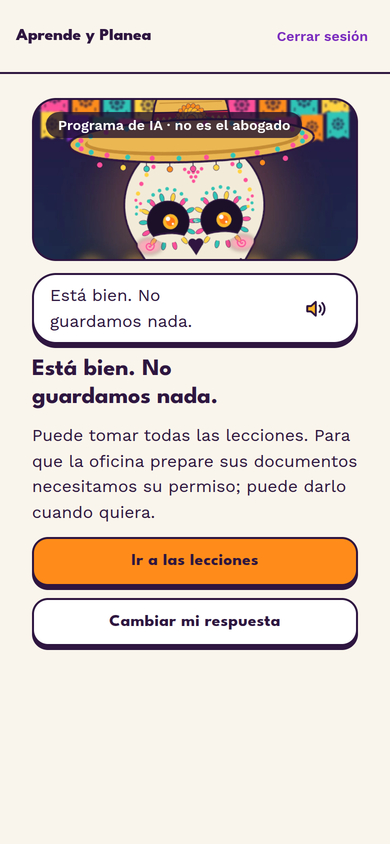 Aprende y Planea
Cerrar sesión
Programa de IA · no es el abogado
Está bien. No
guardamos nada.
Está bien. No
guardamos nada.
Puede tomar todas las lecciones. Para
que la oficina prepare sus documentos
necesitamos su permiso; puede darlo
cuando quiera.
Ir a las lecciones
Cambiar mi respuesta